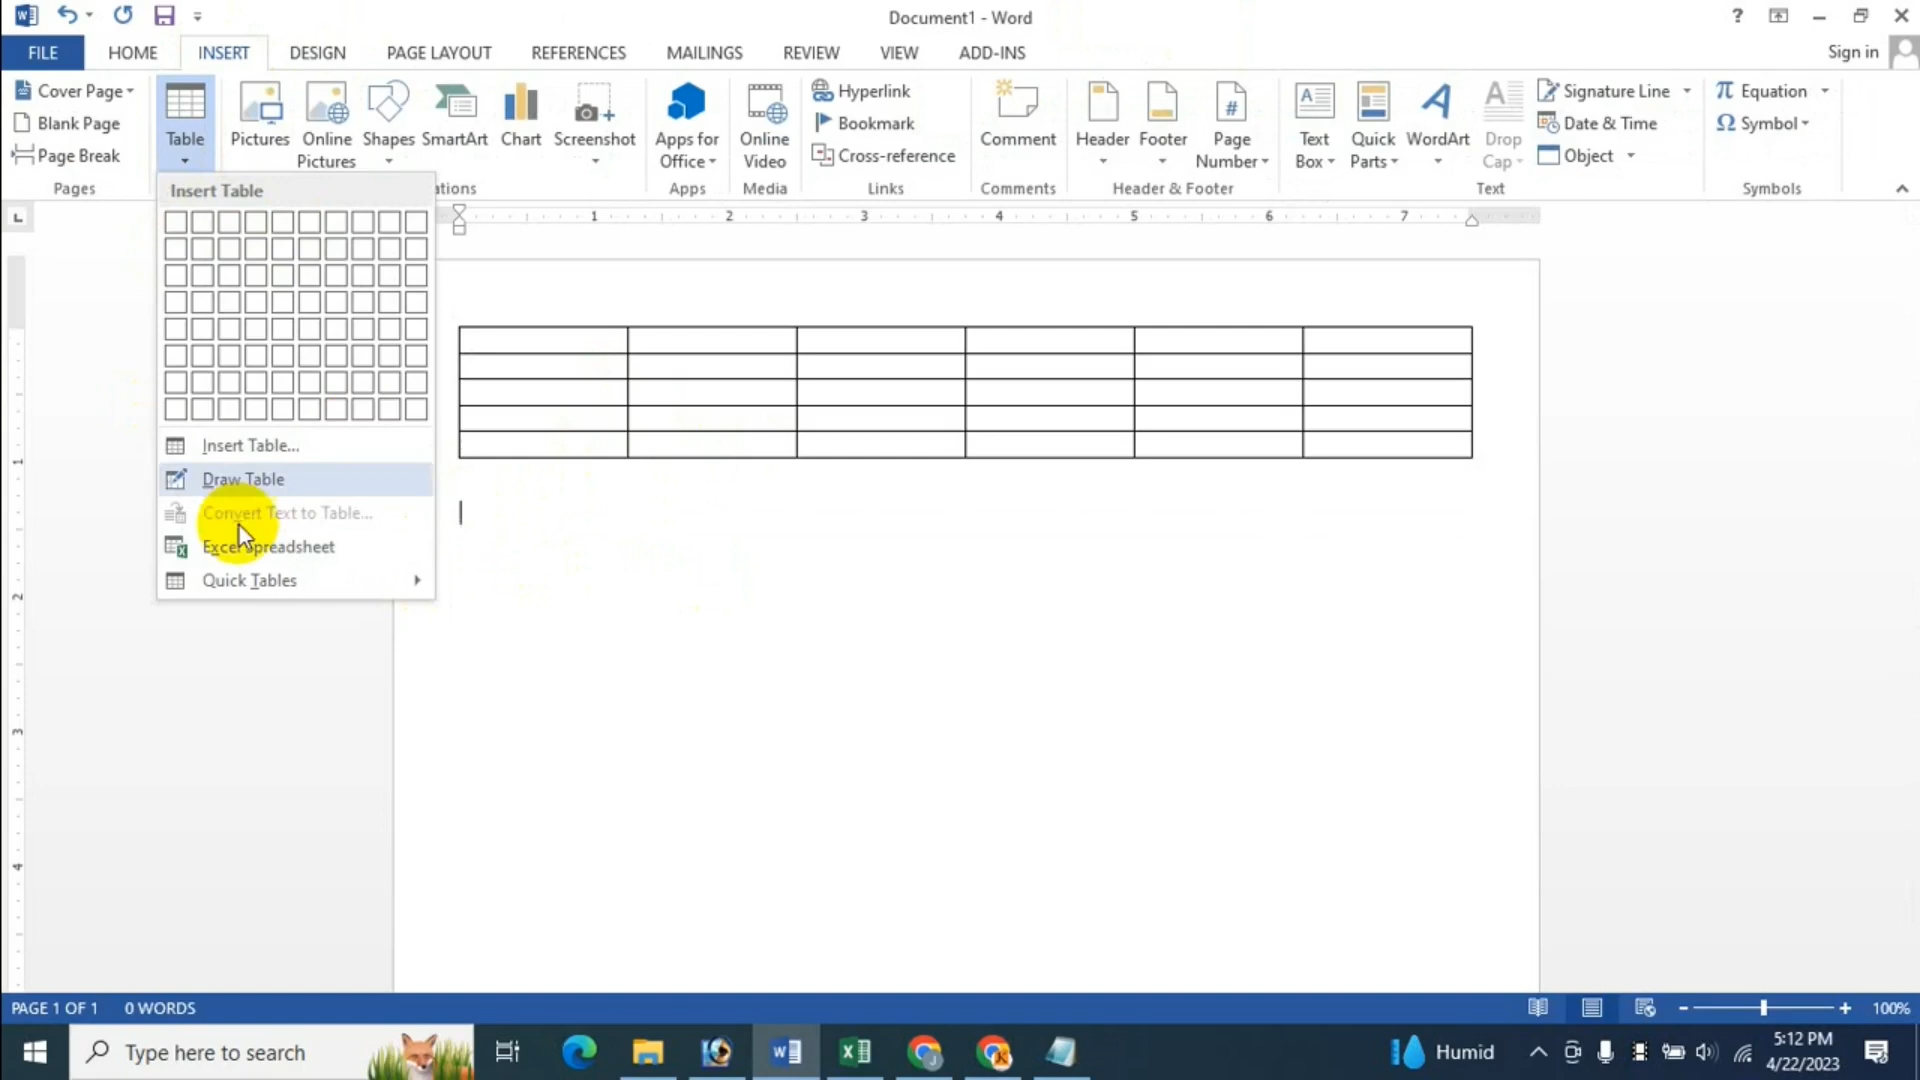 Document1 - Word
?
FILE HOME INSERT DESIGN PAGE LAYOUT REFERENCES MAILINGS REVIEW VIEW ADD-INS Sign in
Cover Page
Blank Page
Page Break
Pages
Table
Pictures
Online
Pictures
Shapes
SmartArt
Chart
Screenshot
ations
Apps for
Office
Apps
Online
Video
Media
Hyperlink
Bookmark
Cross-reference
Links
Comment
Comments
Header
Footer
Page
Number
Header & Footer
Text
Box
Quick
Parts
WordArt
Drop
Cap
Signature Line
Date & Time
Object
Text
π Equation
Ω Symbol
Symbols
Insert Table
Insert Table...
Draw Table
Convert Text to Table...
Excel Spreadsheet
Quick Tables
1 2 3 4 5 6 7
1
2
3
4
PAGE 1 OF 1 0 WORDS
100%
Type here to search
Humid
5:12 PM
4/22/2023